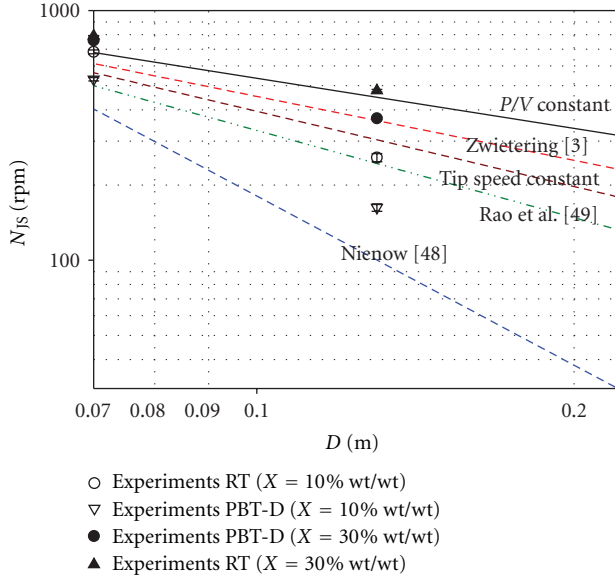 1000
P/V constant
Zwietering [3]
Tip speed constant
Rao et al. [49]
Nienow [48]
100
N_JS (rpm)
0.07 0.08 0.09 0.1 0.2
D (m)
Experiments RT (X = 10% wt/wt)
Experiments PBT-D (X = 10% wt/wt)
Experiments PBT-D (X = 30% wt/wt)
Experiments RT (X = 30% wt/wt)